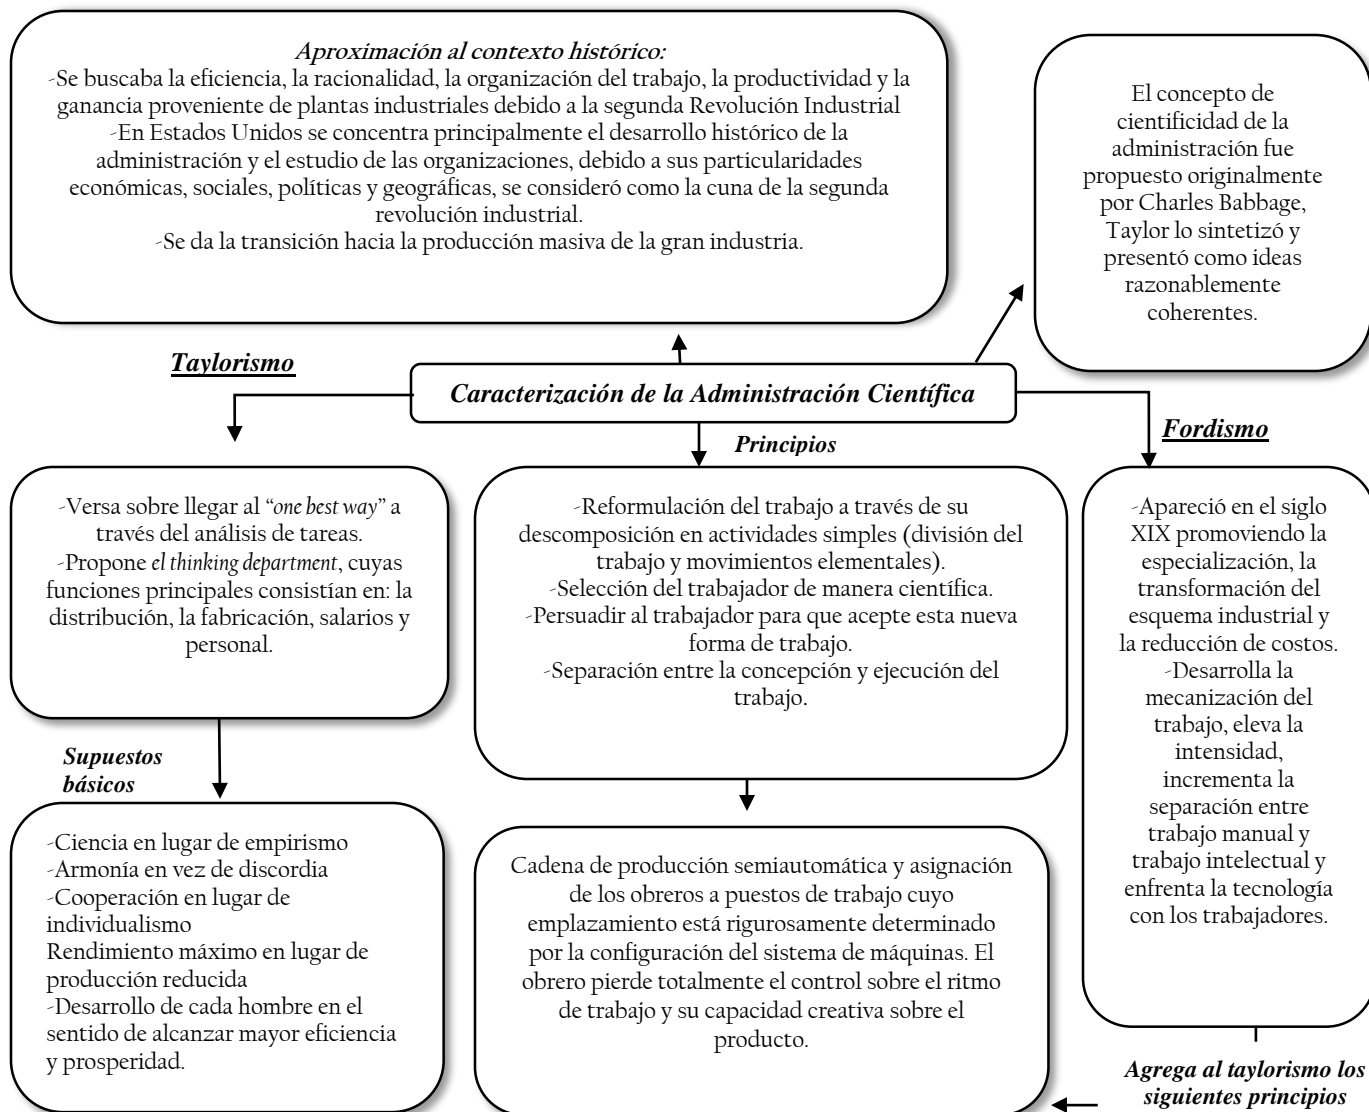 Aproximación al contexto histórico:
-Se buscaba la eficiencia, la racionalidad, la organización del trabajo, la productividad y la
ganancia proveniente de plantas industriales debido a la segunda Revolución Industrial
-En Estados Unidos se concentra principalmente el desarrollo histórico de la
administración y el estudio de las organizaciones, debido a sus particularidades
económicas, sociales, políticas y geográficas, se consideró como la cuna de la segunda
revolución industrial.
-Se da la transición hacia la producción masiva de la gran industria.
El concepto de
cientificidad de la
administración fue
propuesto originalmente
por Charles Babbage,
Taylor lo sintetizó y
presentó como ideas
razonablemente
coherentes.
Taylorismo
Caracterización de la Administración Científica
Principios
Fordismo
-Versa sobre llegar al “one best way” a
través del análisis de tareas.
-Propone el thinking department, cuyas
funciones principales consistían en: la
distribución, la fabricación, salarios y
personal.
-Reformulación del trabajo a través de su
descomposición en actividades simples (división del
trabajo y movimientos elementales).
-Selección del trabajador de manera científica.
-Persuadir al trabajador para que acepte esta nueva
forma de trabajo.
-Separación entre la concepción y ejecución del
trabajo.
-Apareció en el siglo
XIX promoviendo la
especialización, la
transformación del
esquema industrial y
la reducción de costos.
-Desarrolla la
mecanización del
trabajo, eleva la
intensidad,
incrementa la
separación entre
trabajo manual y
trabajo intelectual y
enfrenta la tecnología
con los trabajadores.
Supuestos
básicos
-Ciencia en lugar de empirismo
-Armonía en vez de discordia
-Cooperación en lugar de
individualismo
Rendimiento máximo en lugar de
producción reducida
-Desarrollo de cada hombre en el
sentido de alcanzar mayor eficiencia
y prosperidad.
Cadena de producción semiautomática y asignación
de los obreros a puestos de trabajo cuyo
emplazamiento está rigurosamente determinado
por la configuración del sistema de máquinas. El
obrero pierde totalmente el control sobre el ritmo
de trabajo y su capacidad creativa sobre el
producto.
Agrega al taylorismo los
siguientes principios